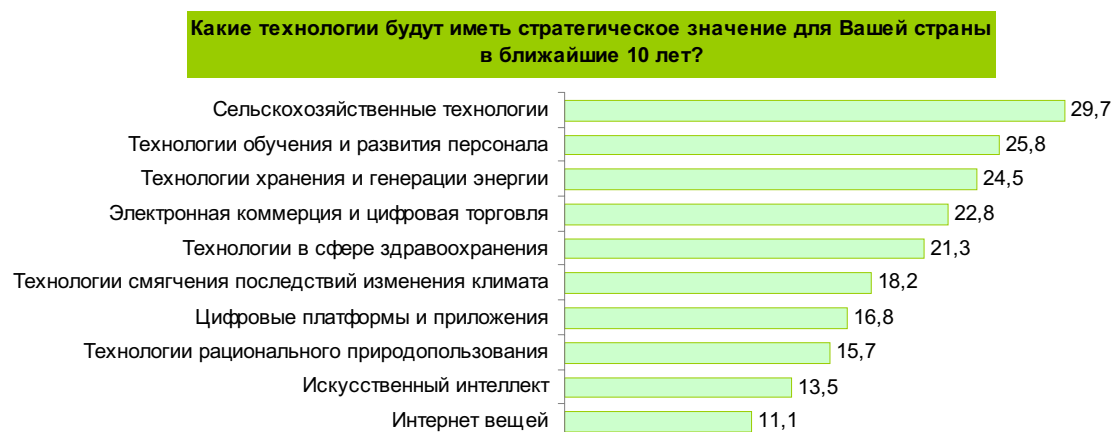 Какие технологии будут иметь стратегическое значение для Вашей страны
в ближайшие 10 лет?
Сельскохозяйственные технологии 29,7
Технологии обучения и развития персонала 25,8
Технологии хранения и генерации энергии 24,5
Электронная коммерция и цифровая торговля 22,8
Технологии в сфере здравоохранения 21,3
Технологии смягчения последствий изменения климата 18,2
Цифровые платформы и приложения 16,8
Технологии рационального природопользования 15,7
Искусственный интеллект 13,5
Интернет вещей 11,1